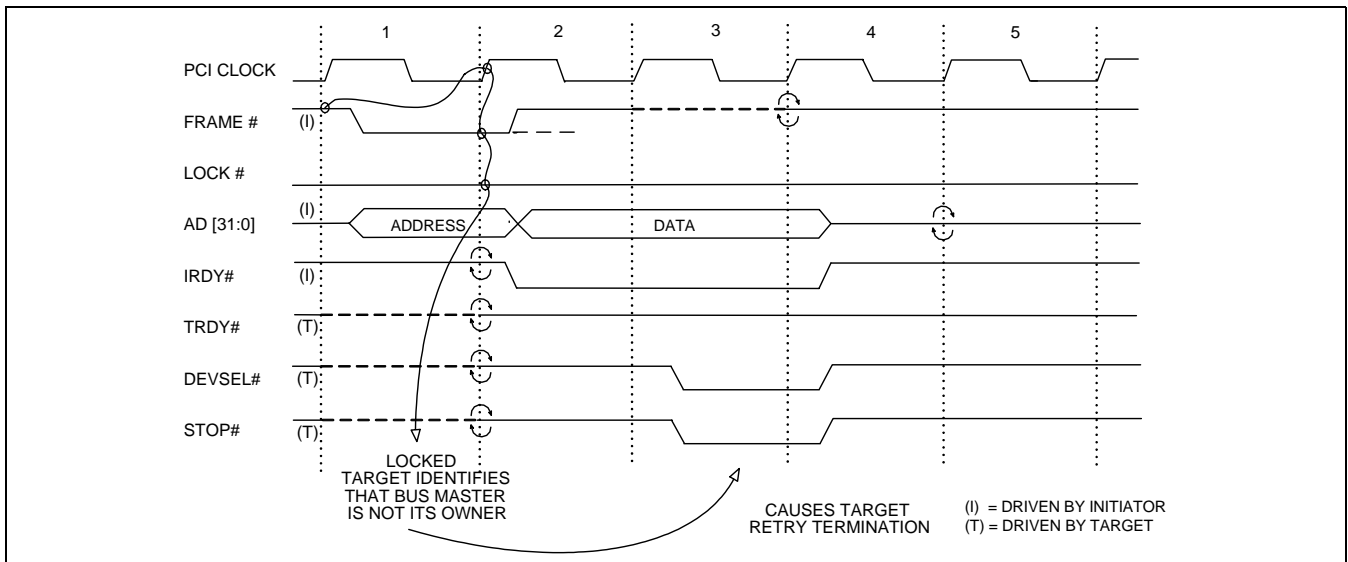 1 2 3 4 5
PCI CLOCK
FRAME # (I)
LOCK #
AD [31:0] (I) ADDRESS DATA
IRDY# (I)
TRDY# (T)
DEVSEL# (T)
STOP# (T)
LOCKED
TARGET IDENTIFIES
THAT BUS MASTER
IS NOT ITS OWNER
CAUSES TARGET
RETRY TERMINATION
(I) = DRIVEN BY INITIATOR
(T) = DRIVEN BY TARGET